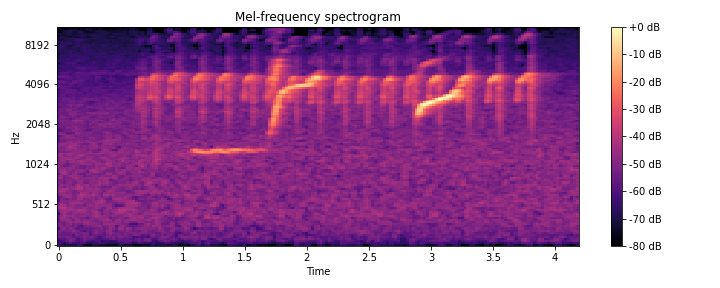 Mel-frequency spectrogram
Hz
8192
4096
2048
1024
512
0
0
0.5
1
1.5
2
2.5
3
3.5
4
Time
+0 dB
-10 dB
-20 dB
-30 dB
-40 dB
-50 dB
-60 dB
-70 dB
-80 dB